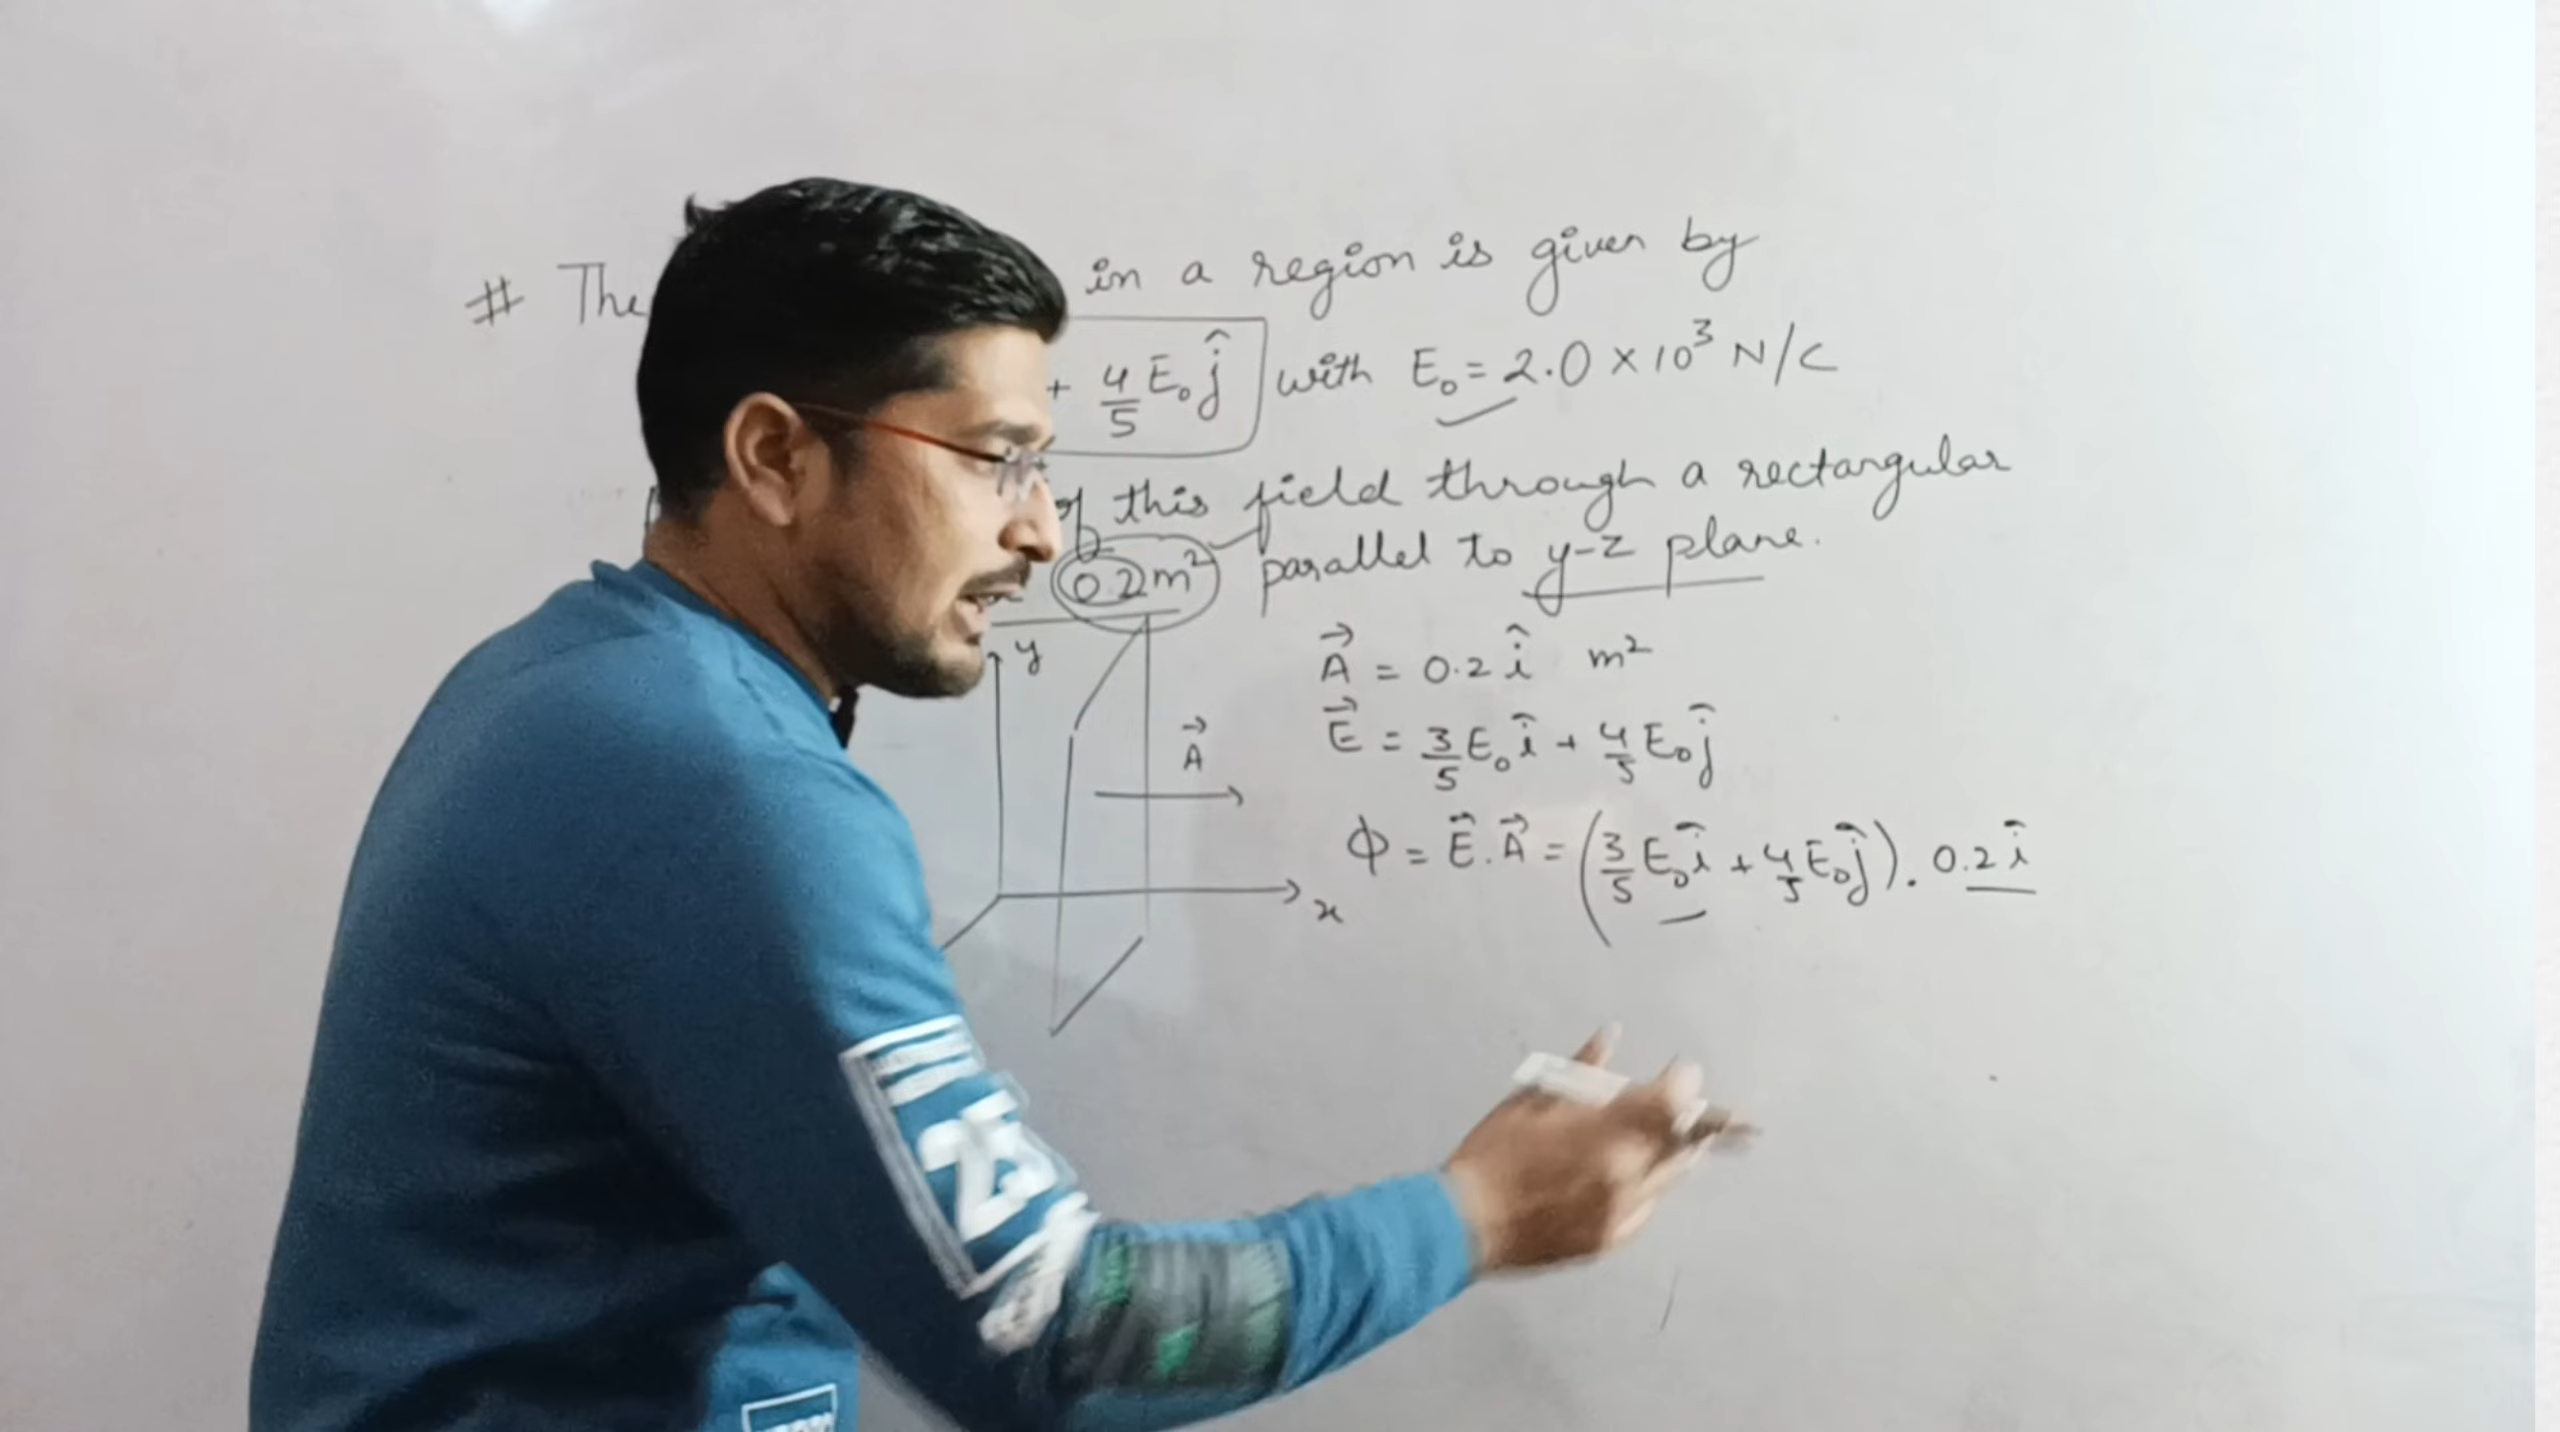 # The in a region is given by
+ 4/5 E₀ ĵ with E₀ = 2.0 × 10³ N/C
of this field through a rectangular
0.2 m² parallel to y-z plane.
y
A⃗ = 0.2 î m²
E⃗ = 3/5 E₀ î + 4/5 E₀ ĵ
A⃗
ϕ = E⃗ . A⃗ = (3/5 E₀ î + 4/5 E₀ ĵ) . 0.2 î
x